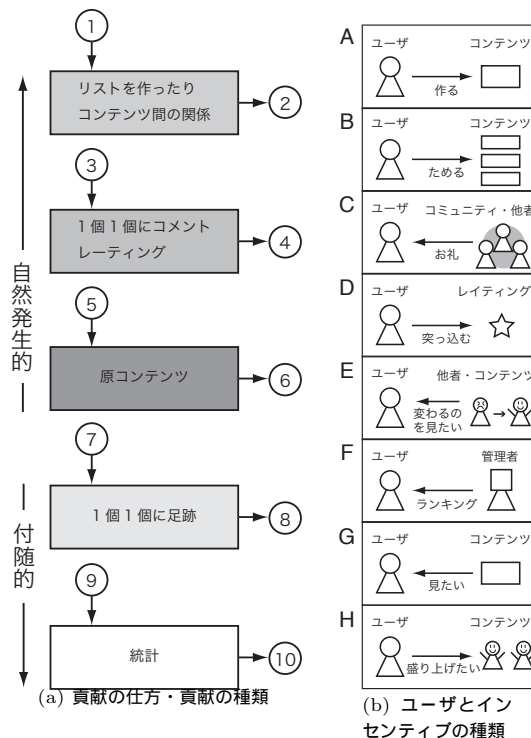 ①
リストを作ったり
コンテンツ間の関係
②
③
1個1個にコメント
レーティング
④
自然発生的
⑤
原コンテンツ
⑥
⑦
1個1個に足跡
⑧
付随的
⑨
統計
⑩
(a) 貢献の仕方・貢献の種類
A
ユーザ コンテンツ
作る
B
ユーザ コンテンツ
ためる
C
ユーザ コミュニティ・他者
お礼
D
ユーザ レイティング
突っ込む
E
ユーザ 他者・コンテンツ
変わるの
を見たい
F
ユーザ 管理者
ランキング
G
ユーザ コンテンツ
見たい
H
ユーザ コンテンツ
盛り上げたい
(b) ユーザとイン
センティブの種類